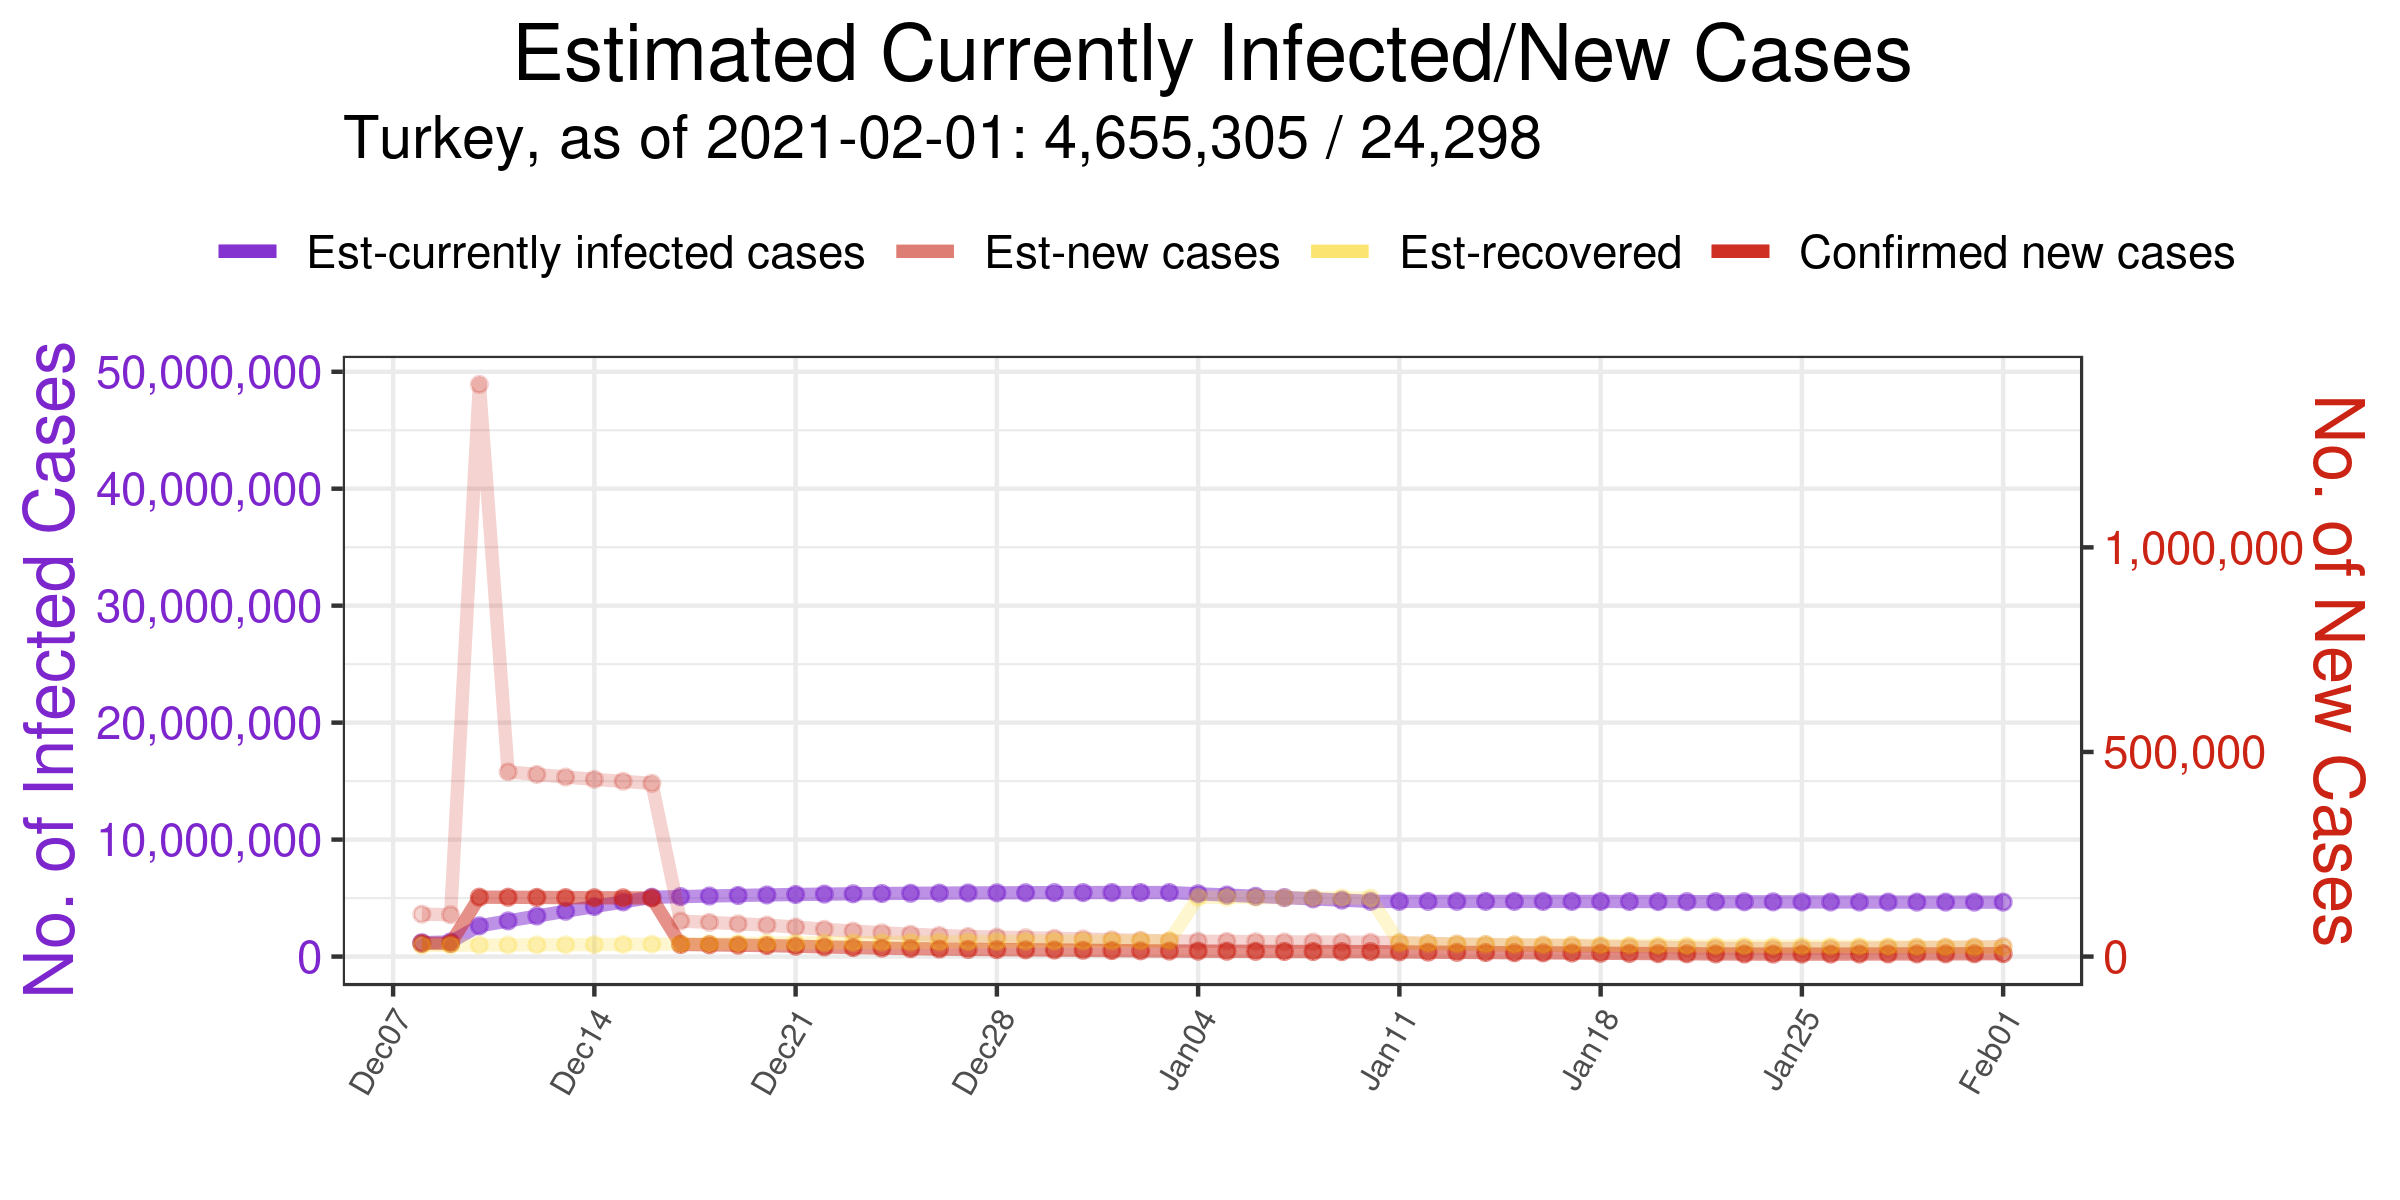 Estimated Currently Infected/New Cases
Turkey, as of 2021-02-01: 4,655,305 / 24,298
Est-currently infected cases Est-new cases Est-recovered Confirmed new cases
No. of Infected Cases
50,000,000
40,000,000
30,000,000
20,000,000
10,000,000
0
1,000,000
500,000
0
No. of New Cases
Dec07 Dec14 Dec21 Dec28 Jan04 Jan11 Jan18 Jan25 Feb01